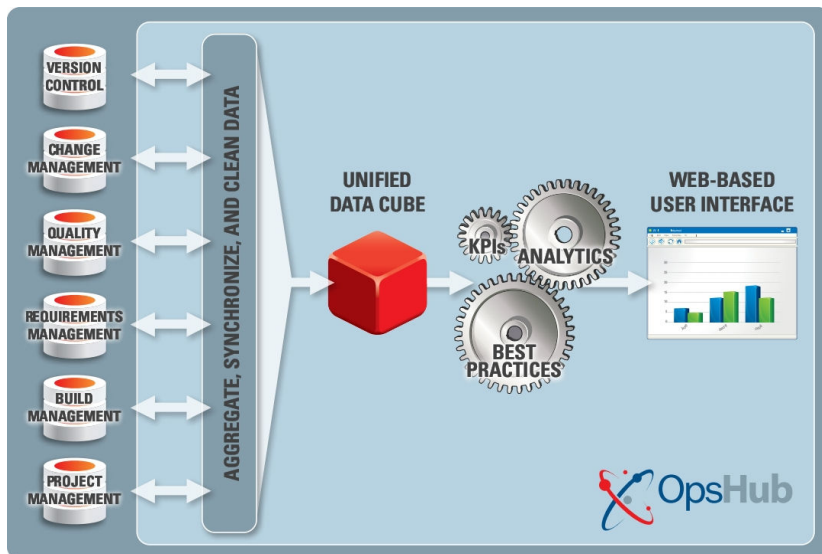 VERSION
CONTROL
CHANGE
MANAGEMENT
QUALITY
MANAGEMENT
REQUIREMENTS
MANAGEMENT
BUILD
MANAGEMENT
PROJECT
MANAGEMENT
AGGREGATE, SYNCHRONIZE, AND CLEAN DATA
UNIFIED
DATA CUBE
KPIs
ANALYTICS
BEST
PRACTICES
WEB-BASED
USER INTERFACE
OpsHub